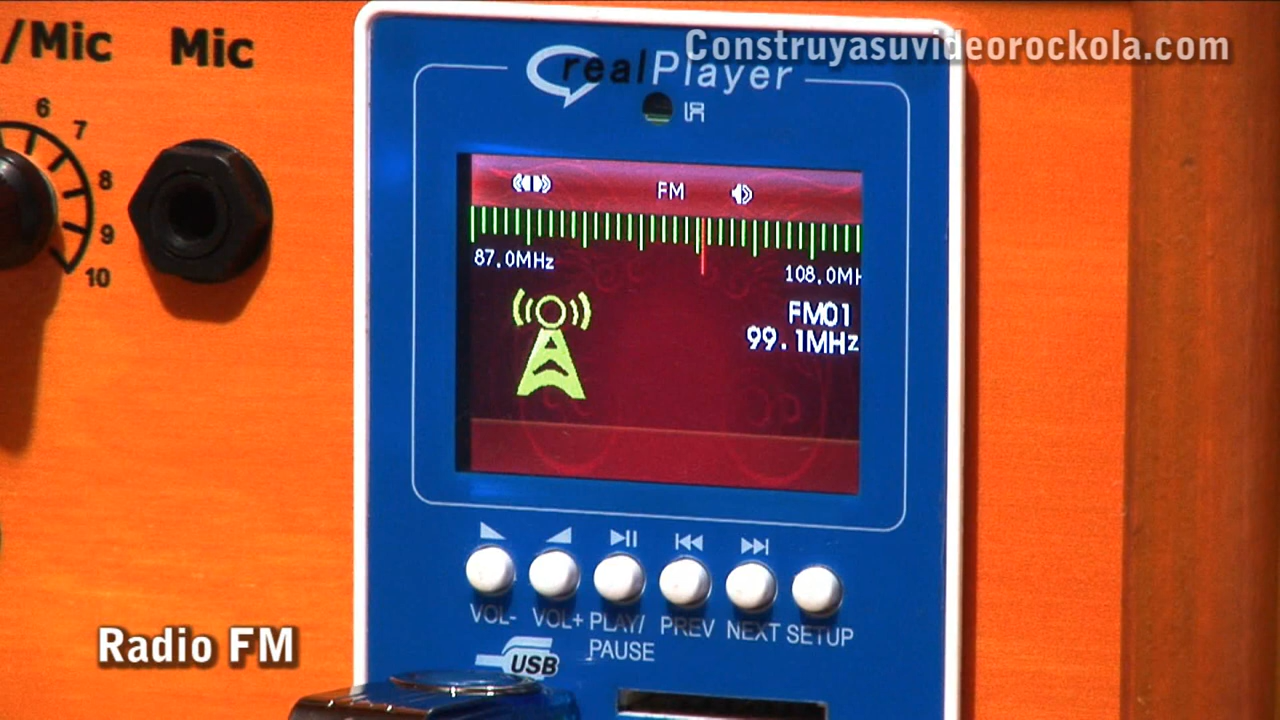 Construyasuvideorockola.com
/Mic
Mic
6
7
8
9
10
realPlayer
IR
FM
87.0MHz
108.0MH
FM01
99.1MHz
VOL-
VOL+
PLAY/
PAUSE
PREV
NEXT
SETUP
USB
Radio FM